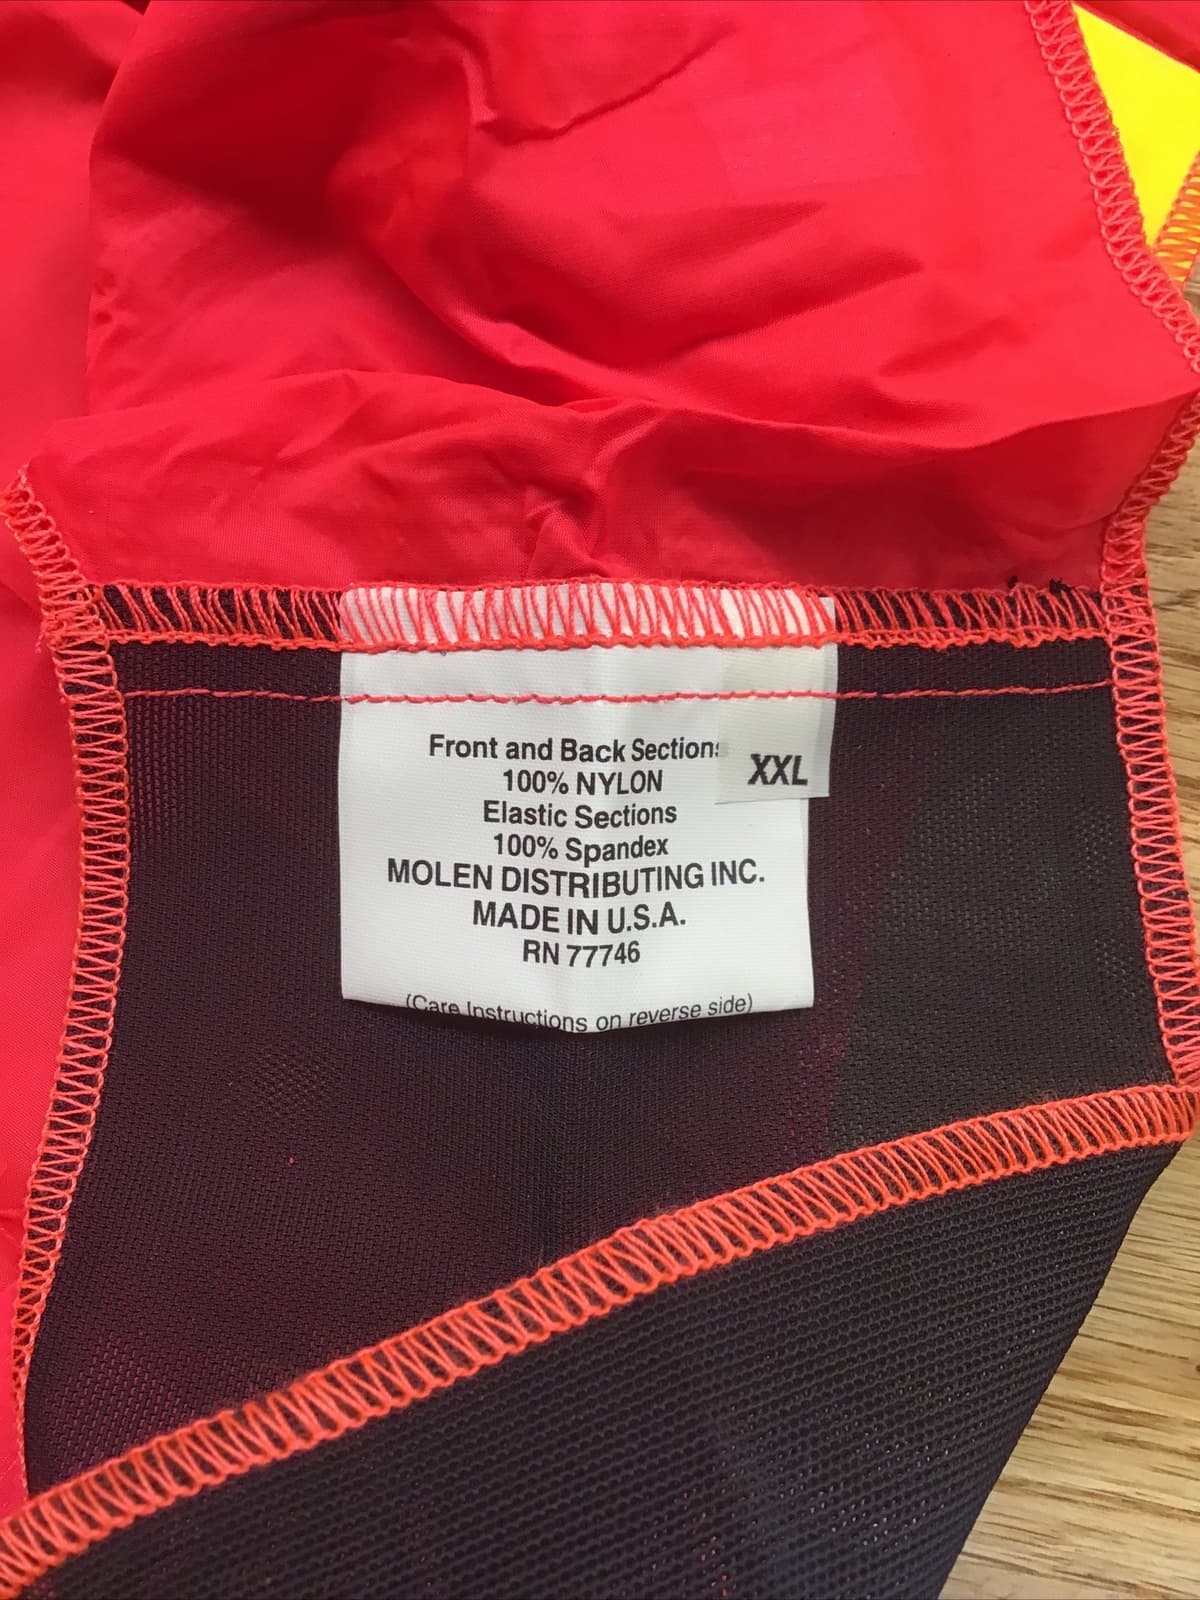 Front and Back Section
XXL
100% NYLON
Elastic Sections
100% Spandex
MOLEN DISTRIBUTING INC.
MADE IN U.S.A.
RN 77746
(Care Instructions on reverse side)